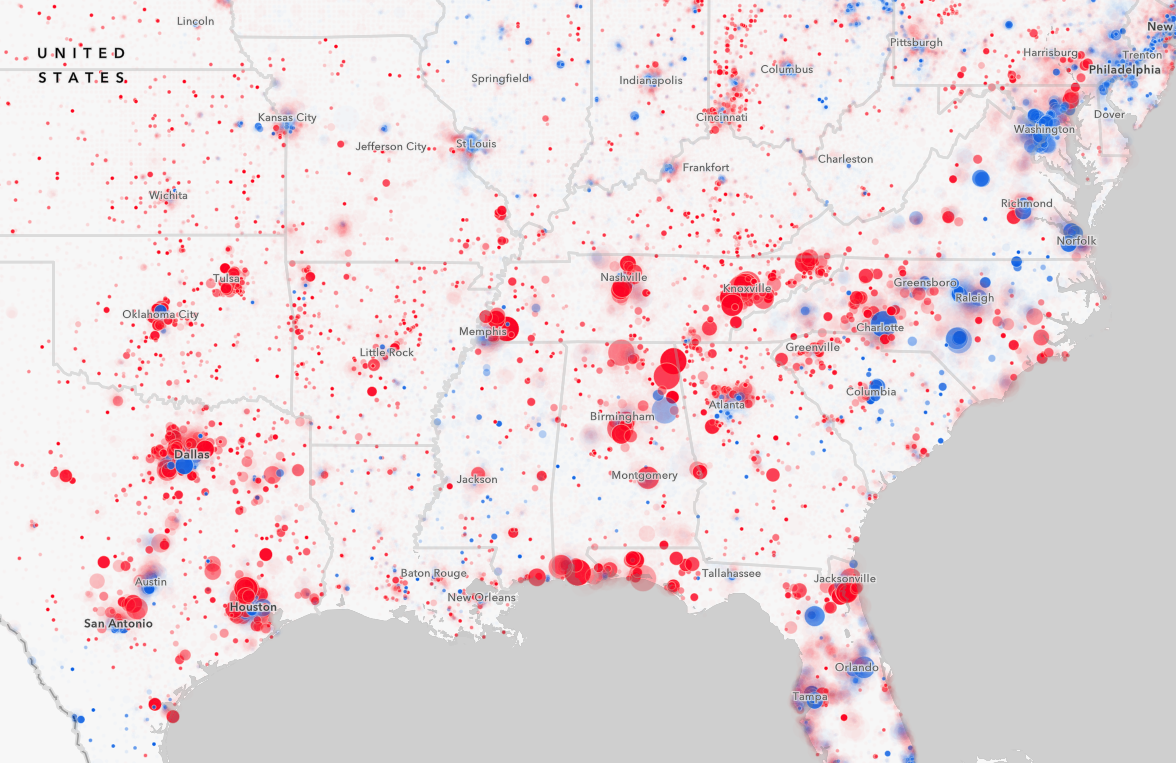 Lincoln
UNITED
STATES
New
Pittsburgh
Harrisburg
Trenton
Philadelphia
Springfield
Indianapolis
Columbus
Kansas City
Cincinnati
Dover
Washington
Jefferson City
St Louis
Frankfort
Charleston
Wichita
Richmond
Norfolk
Tulsa
Nashville
Knoxville
Greensboro
Raleigh
Oklahoma City
Memphis
Charlotte
Little Rock
Greenville
Columbia
Atlanta
Birmingham
Dallas
Jackson
Montgomery
Austin
Baton Rouge
Tallahassee
Jacksonville
New Orleans
Houston
San Antonio
Orlando
Tampa